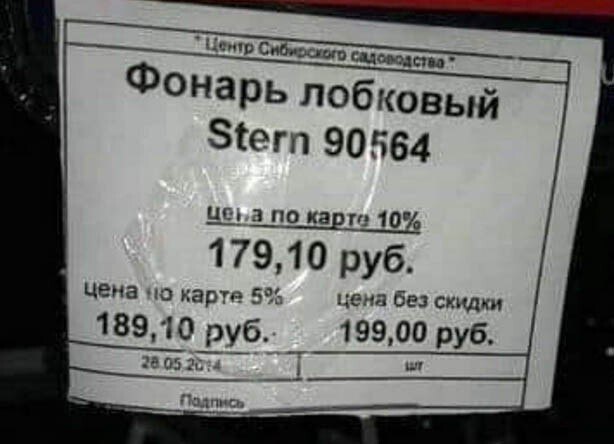 "Центр Сибирского садоводства"
Фонарь лобковый
Stern 90564
цена по карте 10%
179,10 руб.
цена по карте 5% цена без скидки
189,10 руб. 199,00 руб.
28.05.2014 шт
Подпись